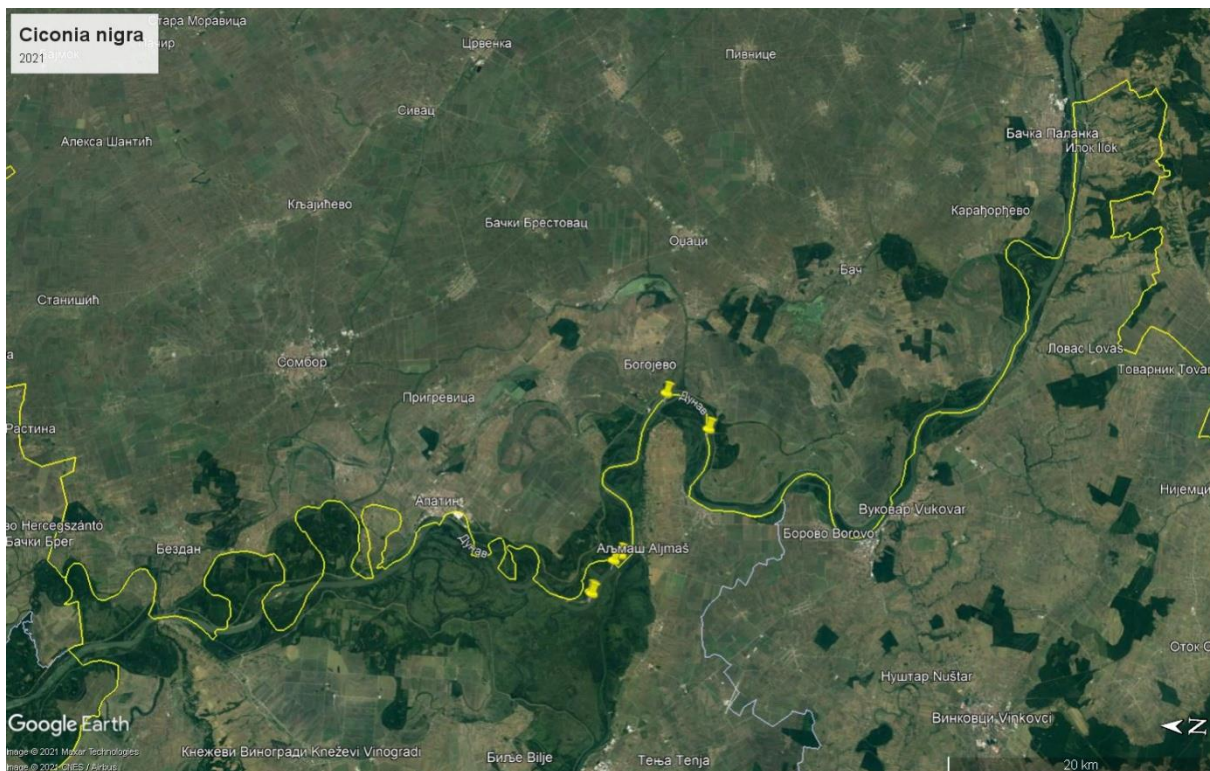 Стара Моравица
Ciconia nigra
2021
Црвенка
Пивнице
Сивац
Алекса Шантић
Бачка Паланка
Илок Ilok
Кљајићево
Карађорђево
Бачки Брестовац
Оџаци
Бач
Станишић
Ловас Lovas
Сомбор
Товарник Tovar
Богојево
Пригревица
Дунав
Растина
Нијемци
Апатин
Вуковар Vukovar
во Hercegszántó
Бачки Брег
Бездан
Дунав
Аљмаш Aljmaš
Борово Borovo
Оток O
Нуштар Nuštar
Google Earth
Винковци Vinkovci
N
Image © 2021 Maxar Technologies
Кнежеви Виногради Kneževi Vinogradi
Биље Bilje
Тења Tenja
20 km
Image © 2021 CNES / Airbus